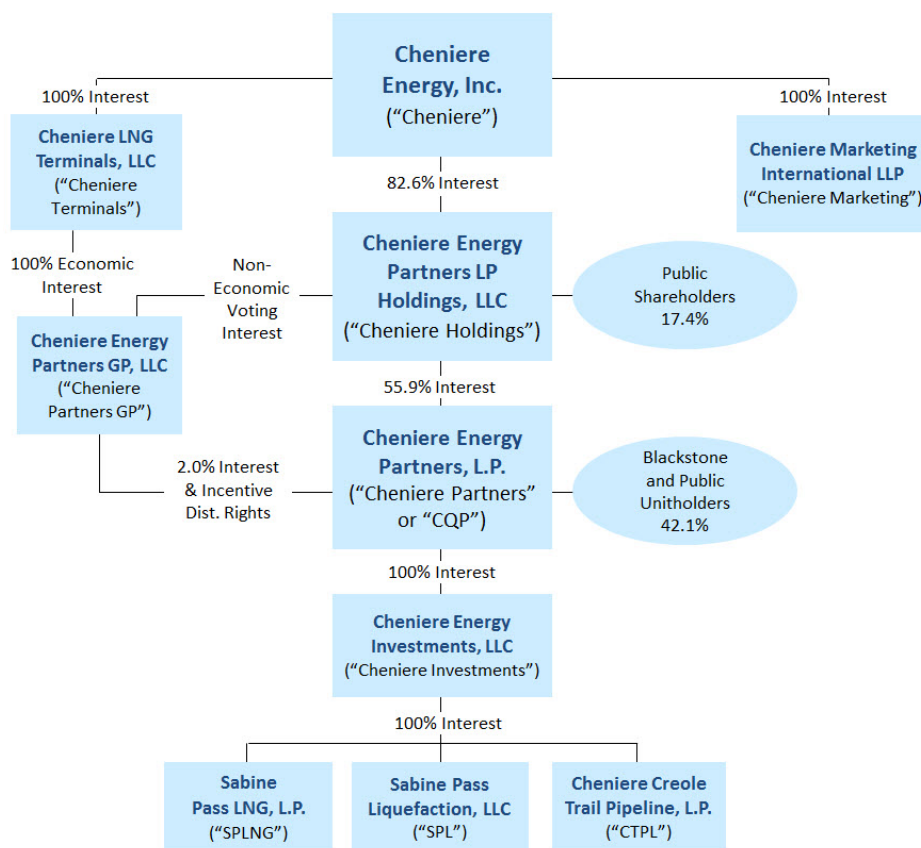 Cheniere
Energy, Inc.
(“Cheniere”)
100% Interest
100% Interest
Cheniere LNG
Terminals, LLC
(“Cheniere
Terminals”)
Cheniere Marketing
International LLP
(“Cheniere Marketing”)
82.6% Interest
100% Economic
Interest
Non-
Economic
Voting
Interest
Cheniere Energy
Partners LP
Holdings, LLC
(“Cheniere Holdings”)
Public
Shareholders
17.4%
Cheniere Energy
Partners GP, LLC
(“Cheniere
Partners GP”)
55.9% Interest
2.0% Interest
& Incentive
Dist. Rights
Cheniere Energy
Partners, L.P.
(“Cheniere Partners”
or “CQP”)
Blackstone
and Public
Unitholders
42.1%
100% Interest
Cheniere Energy
Investments, LLC
(“Cheniere Investments”)
100% Interest
Sabine
Pass LNG, L.P.
(“SPLNG”)
Sabine Pass
Liquefaction, LLC
(“SPL”)
Cheniere Creole
Trail Pipeline, L.P.
(“CTPL”)